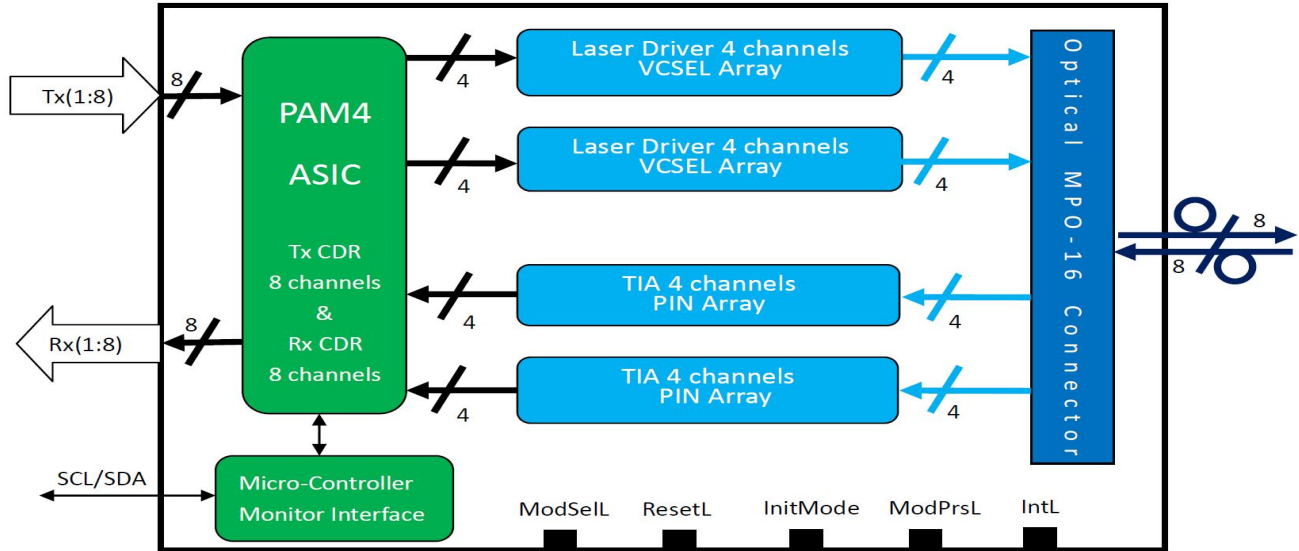 Tx(1:8)
8
PAM4
ASIC
Tx CDR
8 channels
&
Rx CDR
8 channels
4
Laser Driver 4 channels
VCSEL Array
4
4
Laser Driver 4 channels
VCSEL Array
4
4
TIA 4 channels
PIN Array
4
4
TIA 4 channels
PIN Array
4
Optical MPO-16 Connector
8
8
Rx(1:8)
8
SCL/SDA
Micro-Controller
Monitor Interface
ModSelL
ResetL
InitMode
ModPrsL
IntL